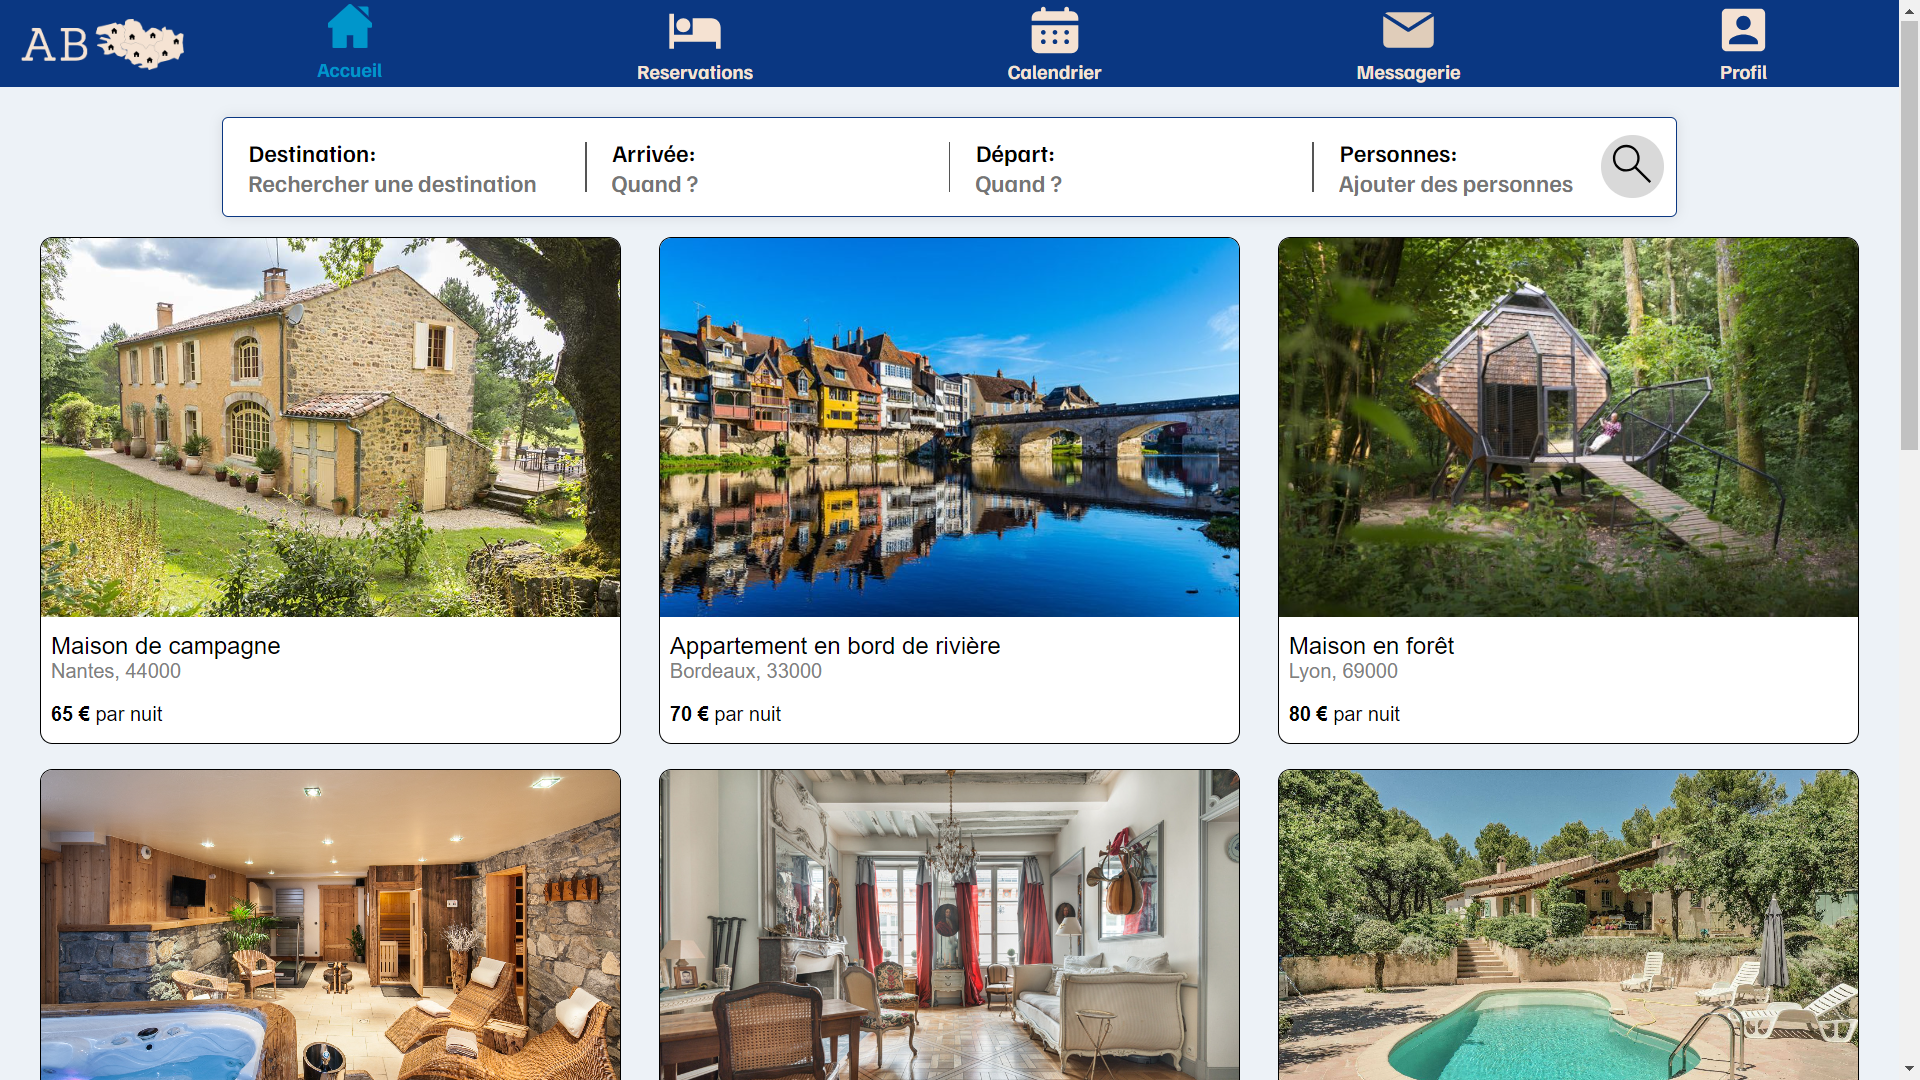 AB
Accueil
Reservations
Calendrier
Messagerie
Profil
Destination:
Rechercher une destination
Arrivée:
Quand ?
Départ:
Quand ?
Personnes:
Ajouter des personnes
Maison de campagne
Nantes, 44000
65 € par nuit
Appartement en bord de rivière
Bordeaux, 33000
70 € par nuit
Maison en forêt
Lyon, 69000
80 € par nuit